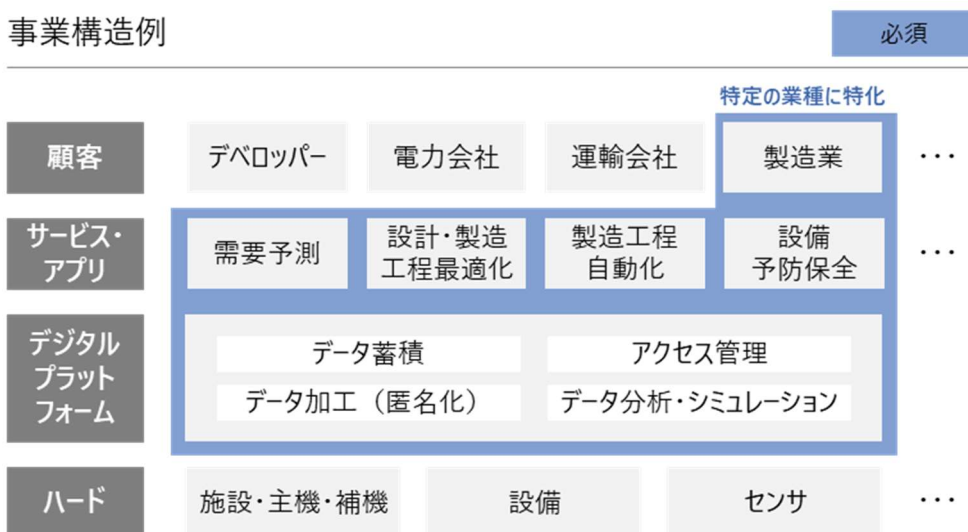 事業構造例
必須
特定の業種に特化
顧客
デベロッパー
電力会社
運輸会社
製造業
・・・
サービス・
アプリ
需要予測
設計・製造
工程最適化
製造工程
自動化
設備
予防保全
・・・
デジタル
プラット
フォーム
データ蓄積
アクセス管理
データ加工（匿名化）
データ分析・シミュレーション
ハード
施設・主機・補機
設備
センサ
・・・